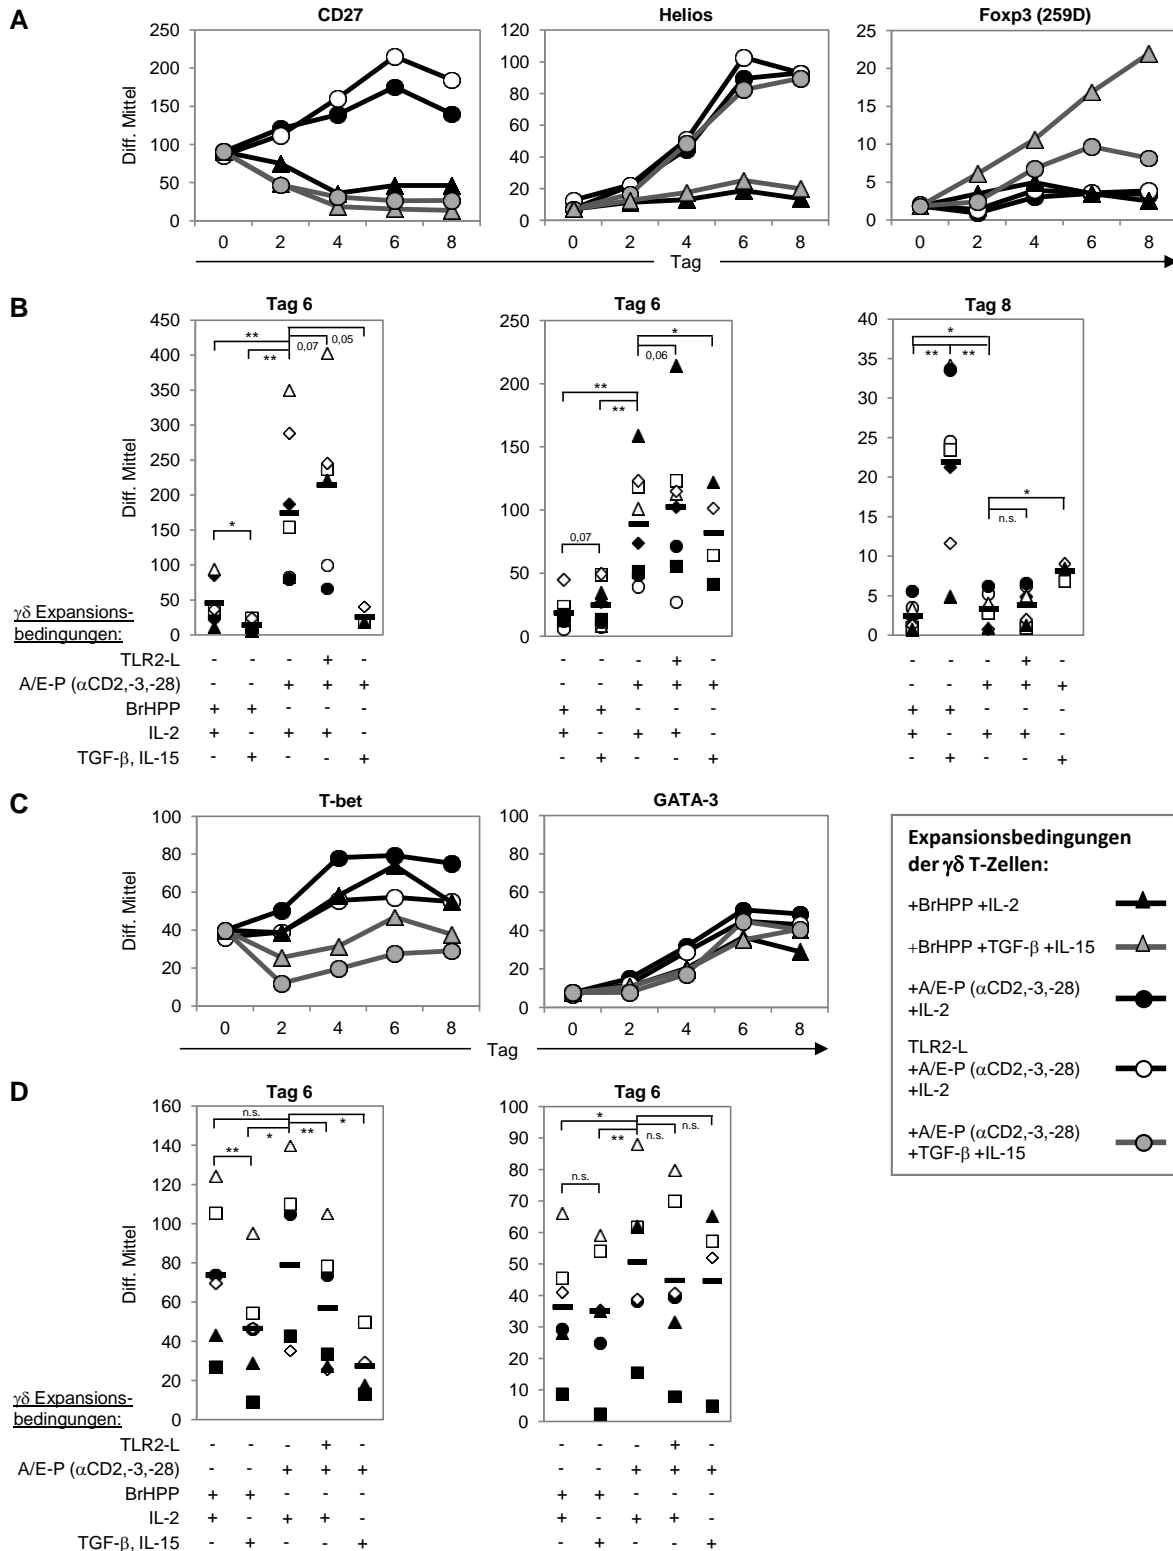 A
CD27
Helios
Foxp3 (259D)
Diff. Mittel
250
200
150
100
50
0
0 2 4 6 8
120
100
80
60
40
20
0
0 2 4 6 8
25
20
15
10
5
0
0 2 4 6 8
Tag
B
Tag 6
Tag 6
Tag 8
Diff. Mittel
450
400
350
300
250
200
150
100
50
0
** ** 0,07 0,05 *
250
200
150
100
50
0
* 0,06 ** ** 0,07
40
35
30
25
20
15
10
5
0
* ** ** * n.s.
γδ Expansions-
bedingungen:
TLR2-L - - - + - - - - + - - - - + -
A/E-P (αCD2,-3,-28) - - + + + - - + + + - - + + +
BrHPP + + - - - + + - - - + + - - -
IL-2 + - + + - + - + + - + - + + -
TGF-β, IL-15 - + - - + - + - - + - + - - +
C
T-bet
GATA-3
100
80
60
40
20
0
0 2 4 6 8
100
80
60
40
20
0
0 2 4 6 8
Tag
Expansionsbedingungen
der γδ T-Zellen:
+BrHPP +IL-2
+BrHPP +TGF-β +IL-15
+A/E-P (αCD2,-3,-28)
+IL-2
TLR2-L
+A/E-P (αCD2,-3,-28)
+IL-2
+A/E-P (αCD2,-3,-28)
+TGF-β +IL-15
D
Tag 6
Tag 6
Diff. Mittel
160
140
120
100
80
60
40
20
0
n.s. ** * ** *
100
90
80
70
60
50
40
30
20
10
0
* ** n.s. n.s. n.s.
γδ Expansions-
bedingungen:
TLR2-L - - - + - - - - + -
A/E-P (αCD2,-3,-28) - - + + + - - + + +
BrHPP + + - - - + + - - -
IL-2 + - + + - + - + + -
TGF-β, IL-15 - + - - + - + - - +